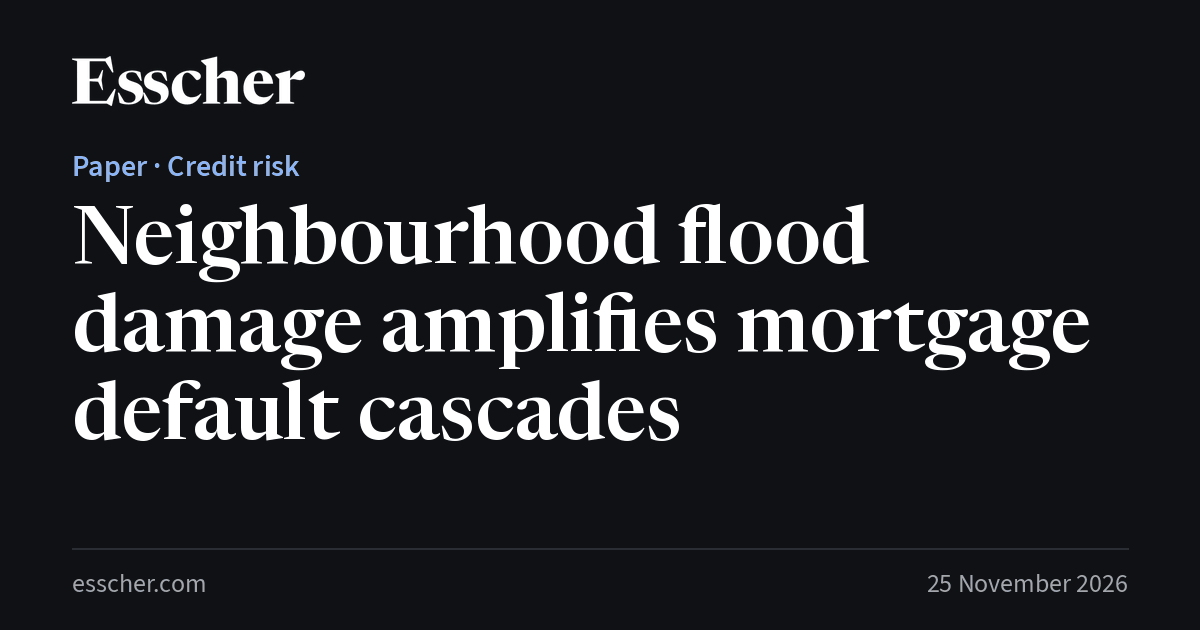 Esscher
Paper · Credit risk
Neighbourhood flood
damage amplifies mortgage
default cascades
esscher.com
25 November 2026